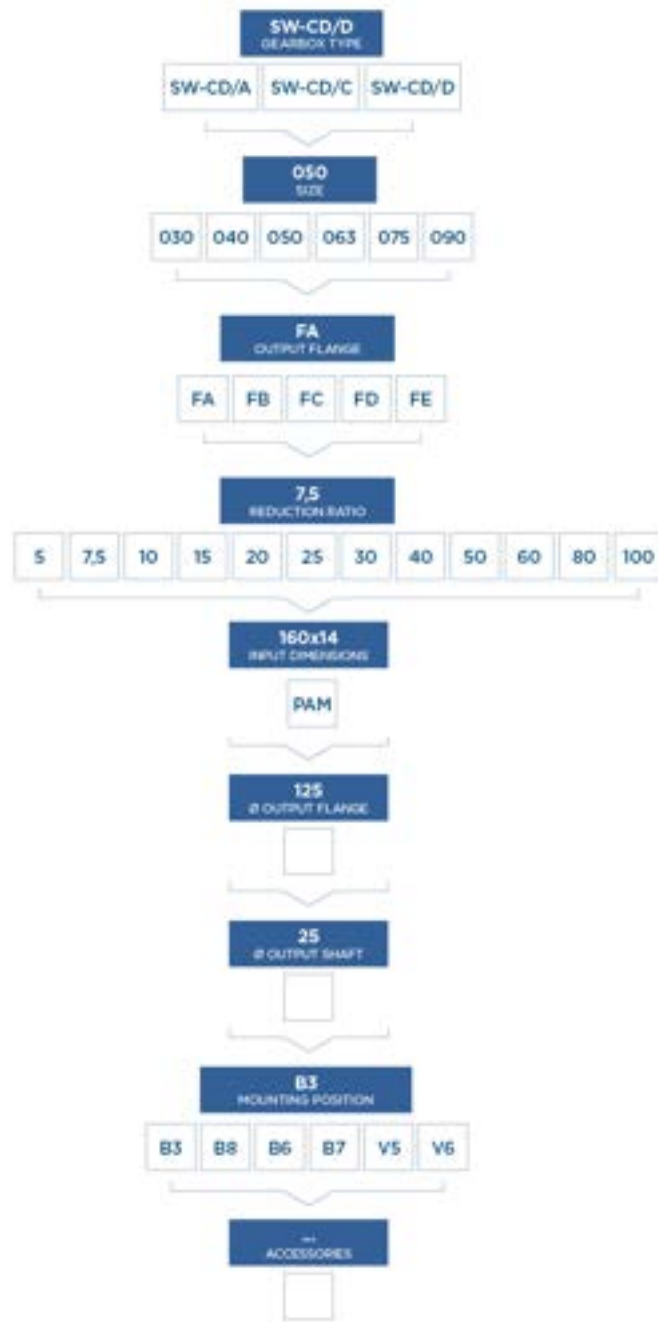 SW-CD/D
GEARBOX TYPE
SW-CD/A SW-CD/C SW-CD/D
050
SIZE
030 040 050 063 075 090
FA
OUTPUT FLANGE
FA FB FC FD FE
7,5
REDUCTION RATIO
5 7,5 10 15 20 25 30 40 50 60 80 100
160x14
INPUT DIMENSIONS
PAM
125
Ø OUTPUT FLANGE
25
Ø OUTPUT SHAFT
B3
MOUNTING POSITION
B3 B8 B6 B7 V5 V6
...
ACCESSORIES